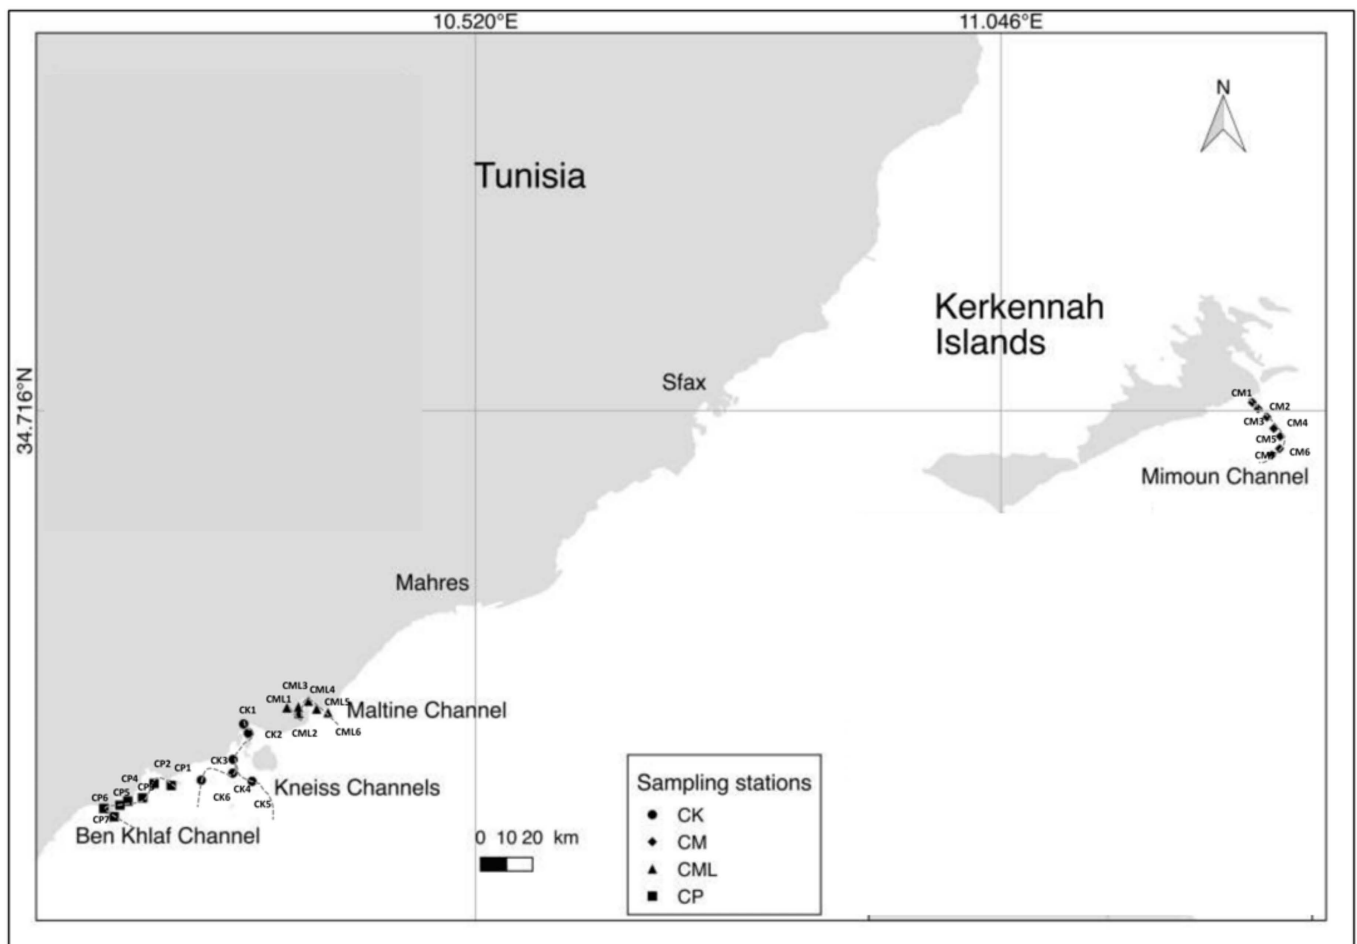 10.520°E
11.046°E
N
Tunisia
Kerkennah
Islands
Sfax
34.716°N
CM1
CM2
CM3
CM4
CM5
CM6
Mimoun Channel
Mahres
CML3
CML4
CML1
CML5
Maltine Channel
CML2
CML6
CK1
CK2
CK3
CP2
CP1
CP4
CK4
Kneiss Channels
CP5
CK6
CK5
CP6
CP7
Ben Khlaf Channel
Sampling stations
CK
CM
CML
CP
0 10 20 km